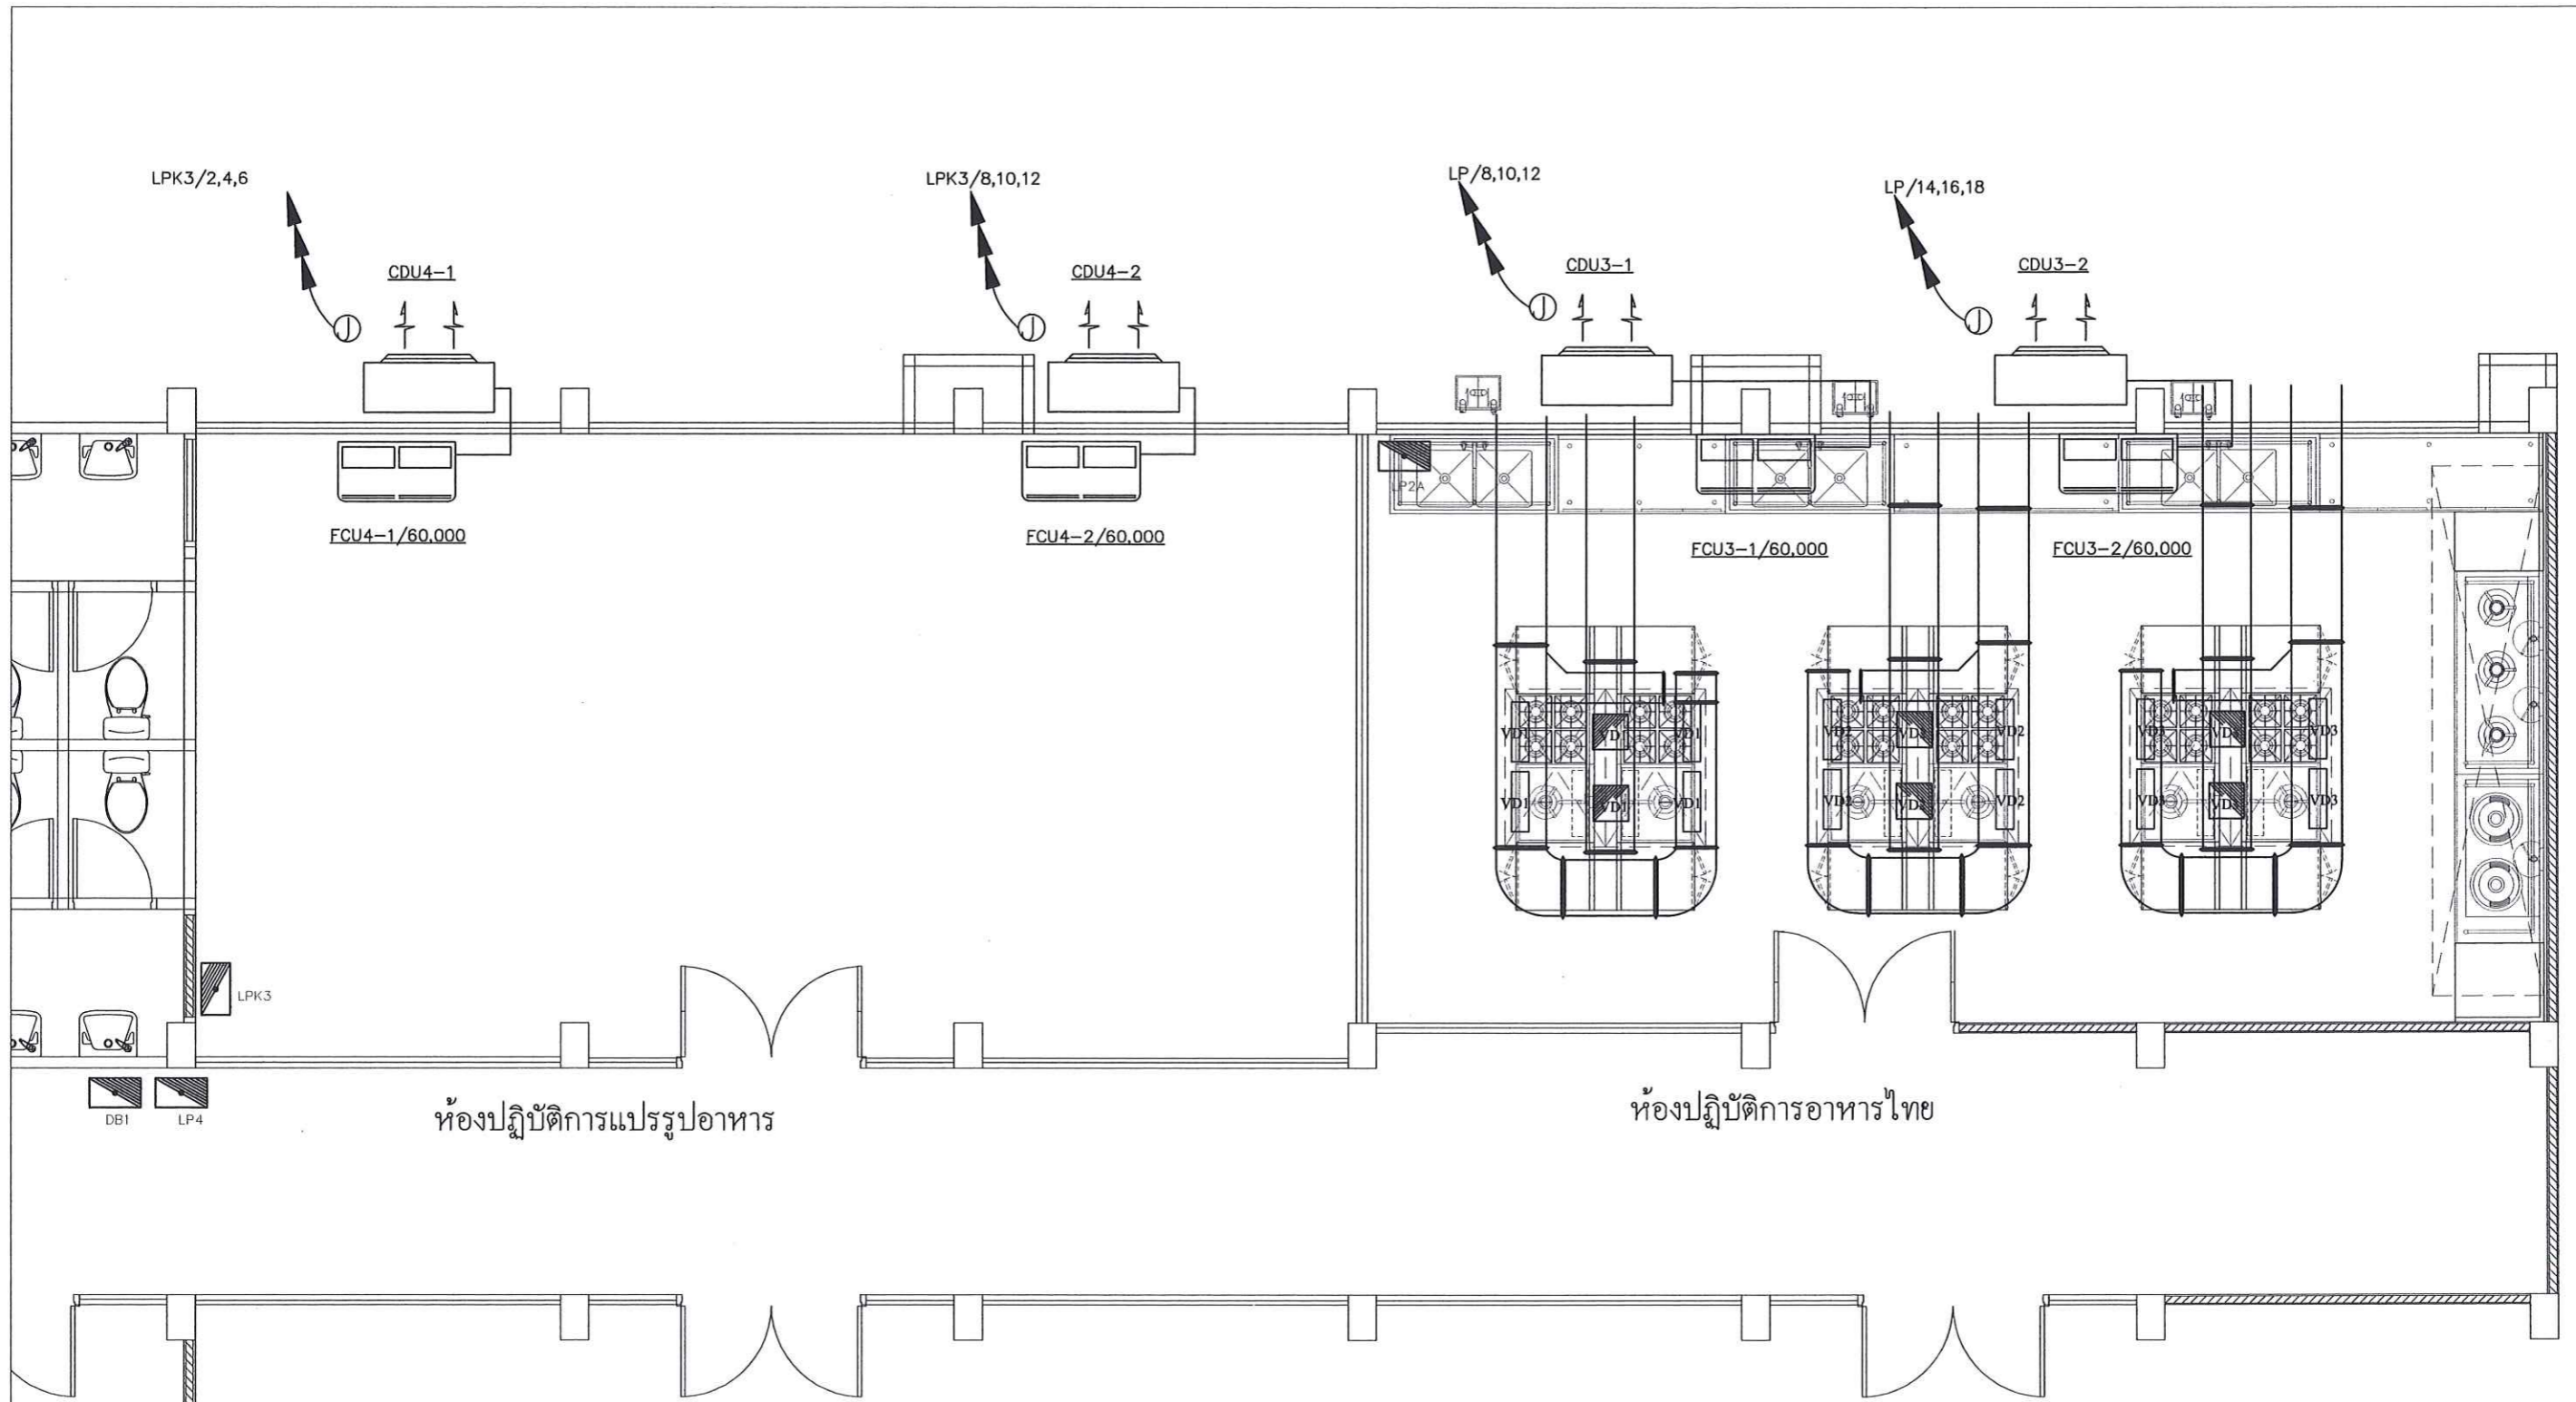 LPK3/2,4,6
LPK3/8,10,12
LP/8,10,12
LP/14,16,18
CDU4-1
CDU4-2
CDU3-1
CDU3-2
LP2A
FCU4-1/60,000
FCU4-2/60,000
FCU3-1/60,000
FCU3-2/60,000
VD1 VD1 VD1
VD2 VD2 VD2
VD3 VD3 VD3
VD1 VD1 VD1
VD2 VD2 VD2
VD3 VD3 VD3
LPK3
DB1
LP4
ห้องปฏิบัติการแปรรูปอาหาร
ห้องปฏิบัติการอาหารไทย